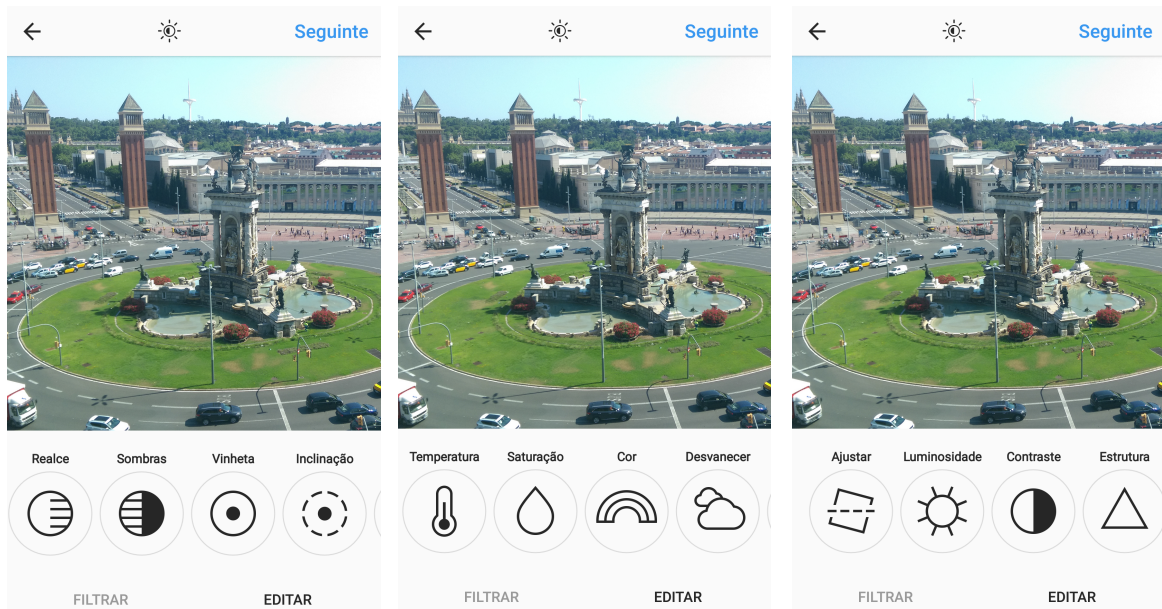 Seguinte
Realce Sombras Vinheta Inclinação
FILTRAR EDITAR
Seguinte
Temperatura Saturação Cor Desvanecer
FILTRAR EDITAR
Seguinte
Ajustar Luminosidade Contraste Estrutura
FILTRAR EDITAR